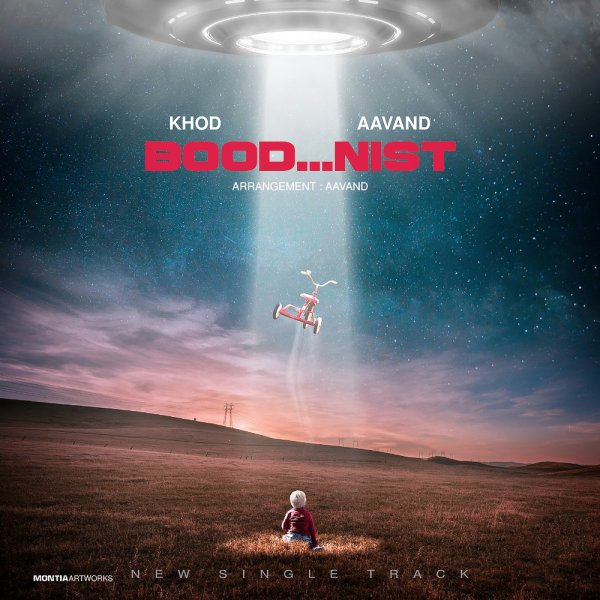 KHOD AAVAND
BOOD...NIST
ARRANGEMENT : AAVAND
MONTIAARTWORKS NEW SINGLE TRACK